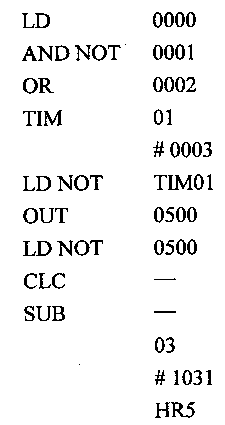 LD 0000
AND NOT 0001
OR 0002
TIM 01
# 0003
LD NOT TIM01
OUT 0500
LD NOT 0500
CLC —
SUB —
03
# 1031
HR5